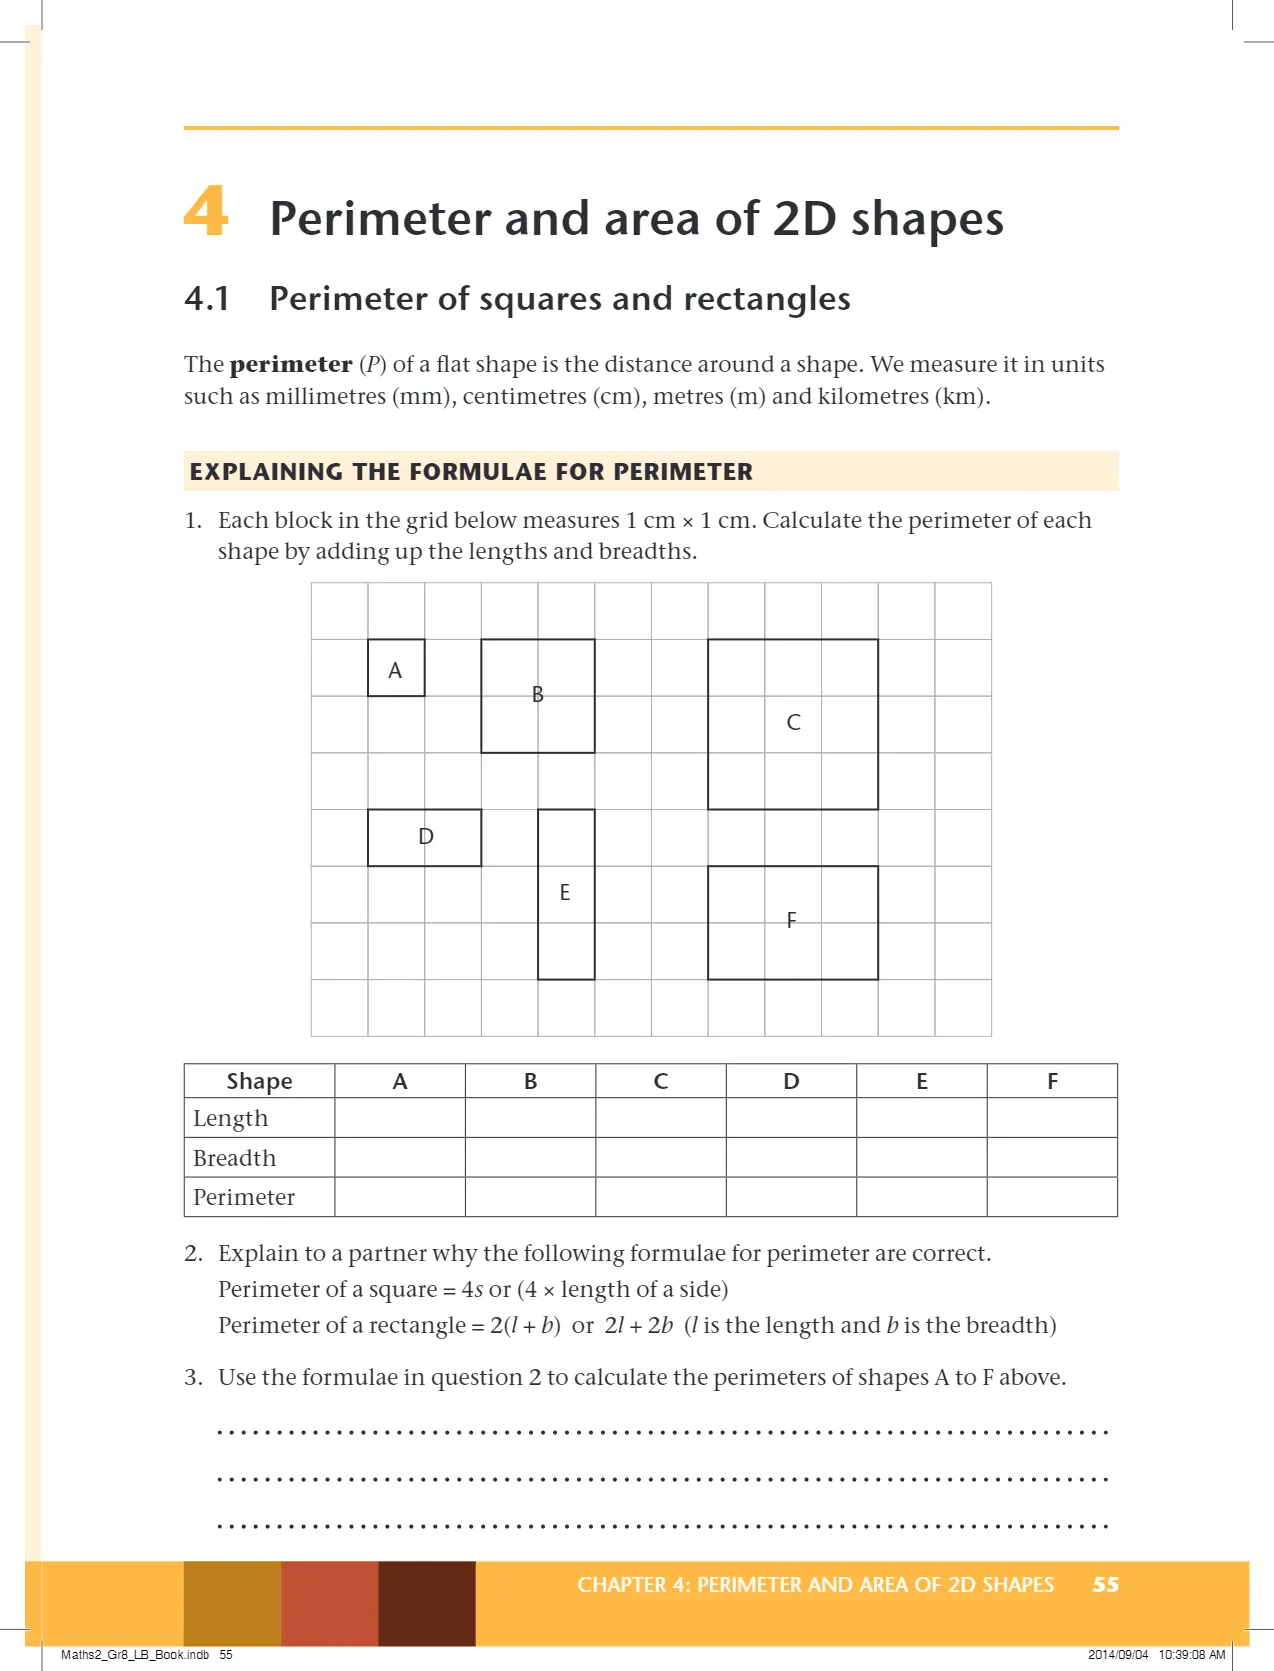 4 Perimeter and area of 2D shapes
4.1 Perimeter of squares and rectangles
The perimeter (P) of a flat shape is the distance around a shape. We measure it in units
such as millimetres (mm), centimetres (cm), metres (m) and kilometres (km).
EXPLAINING THE FORMULAE FOR PERIMETER
1. Each block in the grid below measures 1 cm × 1 cm. Calculate the perimeter of each
shape by adding up the lengths and breadths.
A
B
C
D
E
F
Shape A B C D E F
Length
Breadth
Perimeter
2. Explain to a partner why the following formulae for perimeter are correct.
Perimeter of a square = 4s or (4 × length of a side)
Perimeter of a rectangle = 2(l + b) or 2l + 2b (l is the length and b is the breadth)
3. Use the formulae in question 2 to calculate the perimeters of shapes A to F above.
CHAPTER 4: PERIMETER AND AREA OF 2D SHAPES 55
Maths2_Gr8_LB_Book.indb 55 2014/09/04 10:39:08 AM